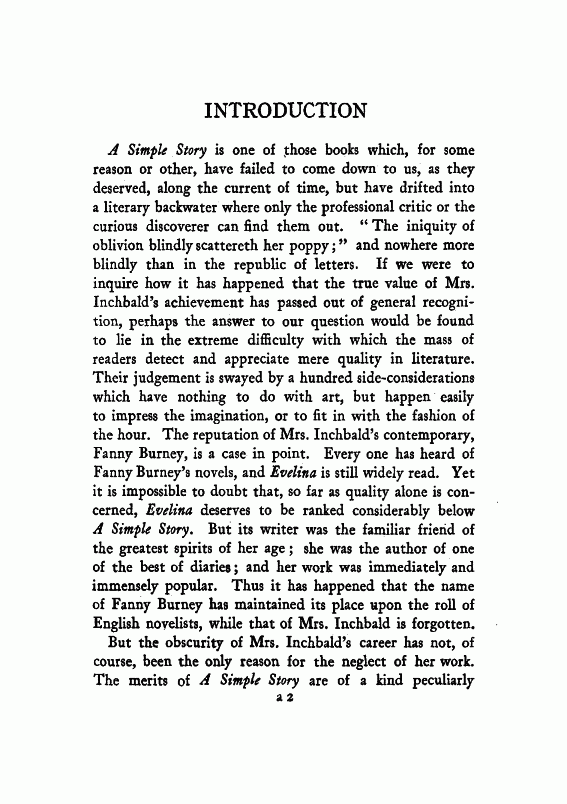 INTRODUCTION
A Simple Story is one of those books which, for some
reason or other, have failed to come down to us, as they
deserved, along the current of time, but have drifted into
a literary backwater where only the professional critic or the
curious discoverer can find them out. "The iniquity of
oblivion blindly scattereth her poppy;" and nowhere more
blindly than in the republic of letters. If we were to
inquire how it has happened that the true value of Mrs.
Inchbald's achievement has passed out of general recogni-
tion, perhaps the answer to our question would be found
to lie in the extreme difficulty with which the mass of
readers detect and appreciate mere quality in literature.
Their judgement is swayed by a hundred side-considerations
which have nothing to do with art, but happen easily
to impress the imagination, or to fit in with the fashion of
the hour. The reputation of Mrs. Inchbald's contemporary,
Fanny Burney, is a case in point. Every one has heard of
Fanny Burney's novels, and Evelina is still widely read. Yet
it is impossible to doubt that, so far as quality alone is con-
cerned, Evelina deserves to be ranked considerably below
A Simple Story. But its writer was the familiar friend of
the greatest spirits of her age; she was the author of one
of the best of diaries; and her work was immediately and
immensely popular. Thus it has happened that the name
of Fanny Burney has maintained its place upon the roll of
English novelists, while that of Mrs. Inchbald is forgotten.
But the obscurity of Mrs. Inchbald's career has not, of
course, been the only reason for the neglect of her work.
The merits of A Simple Story are of a kind peculiarly
a 2